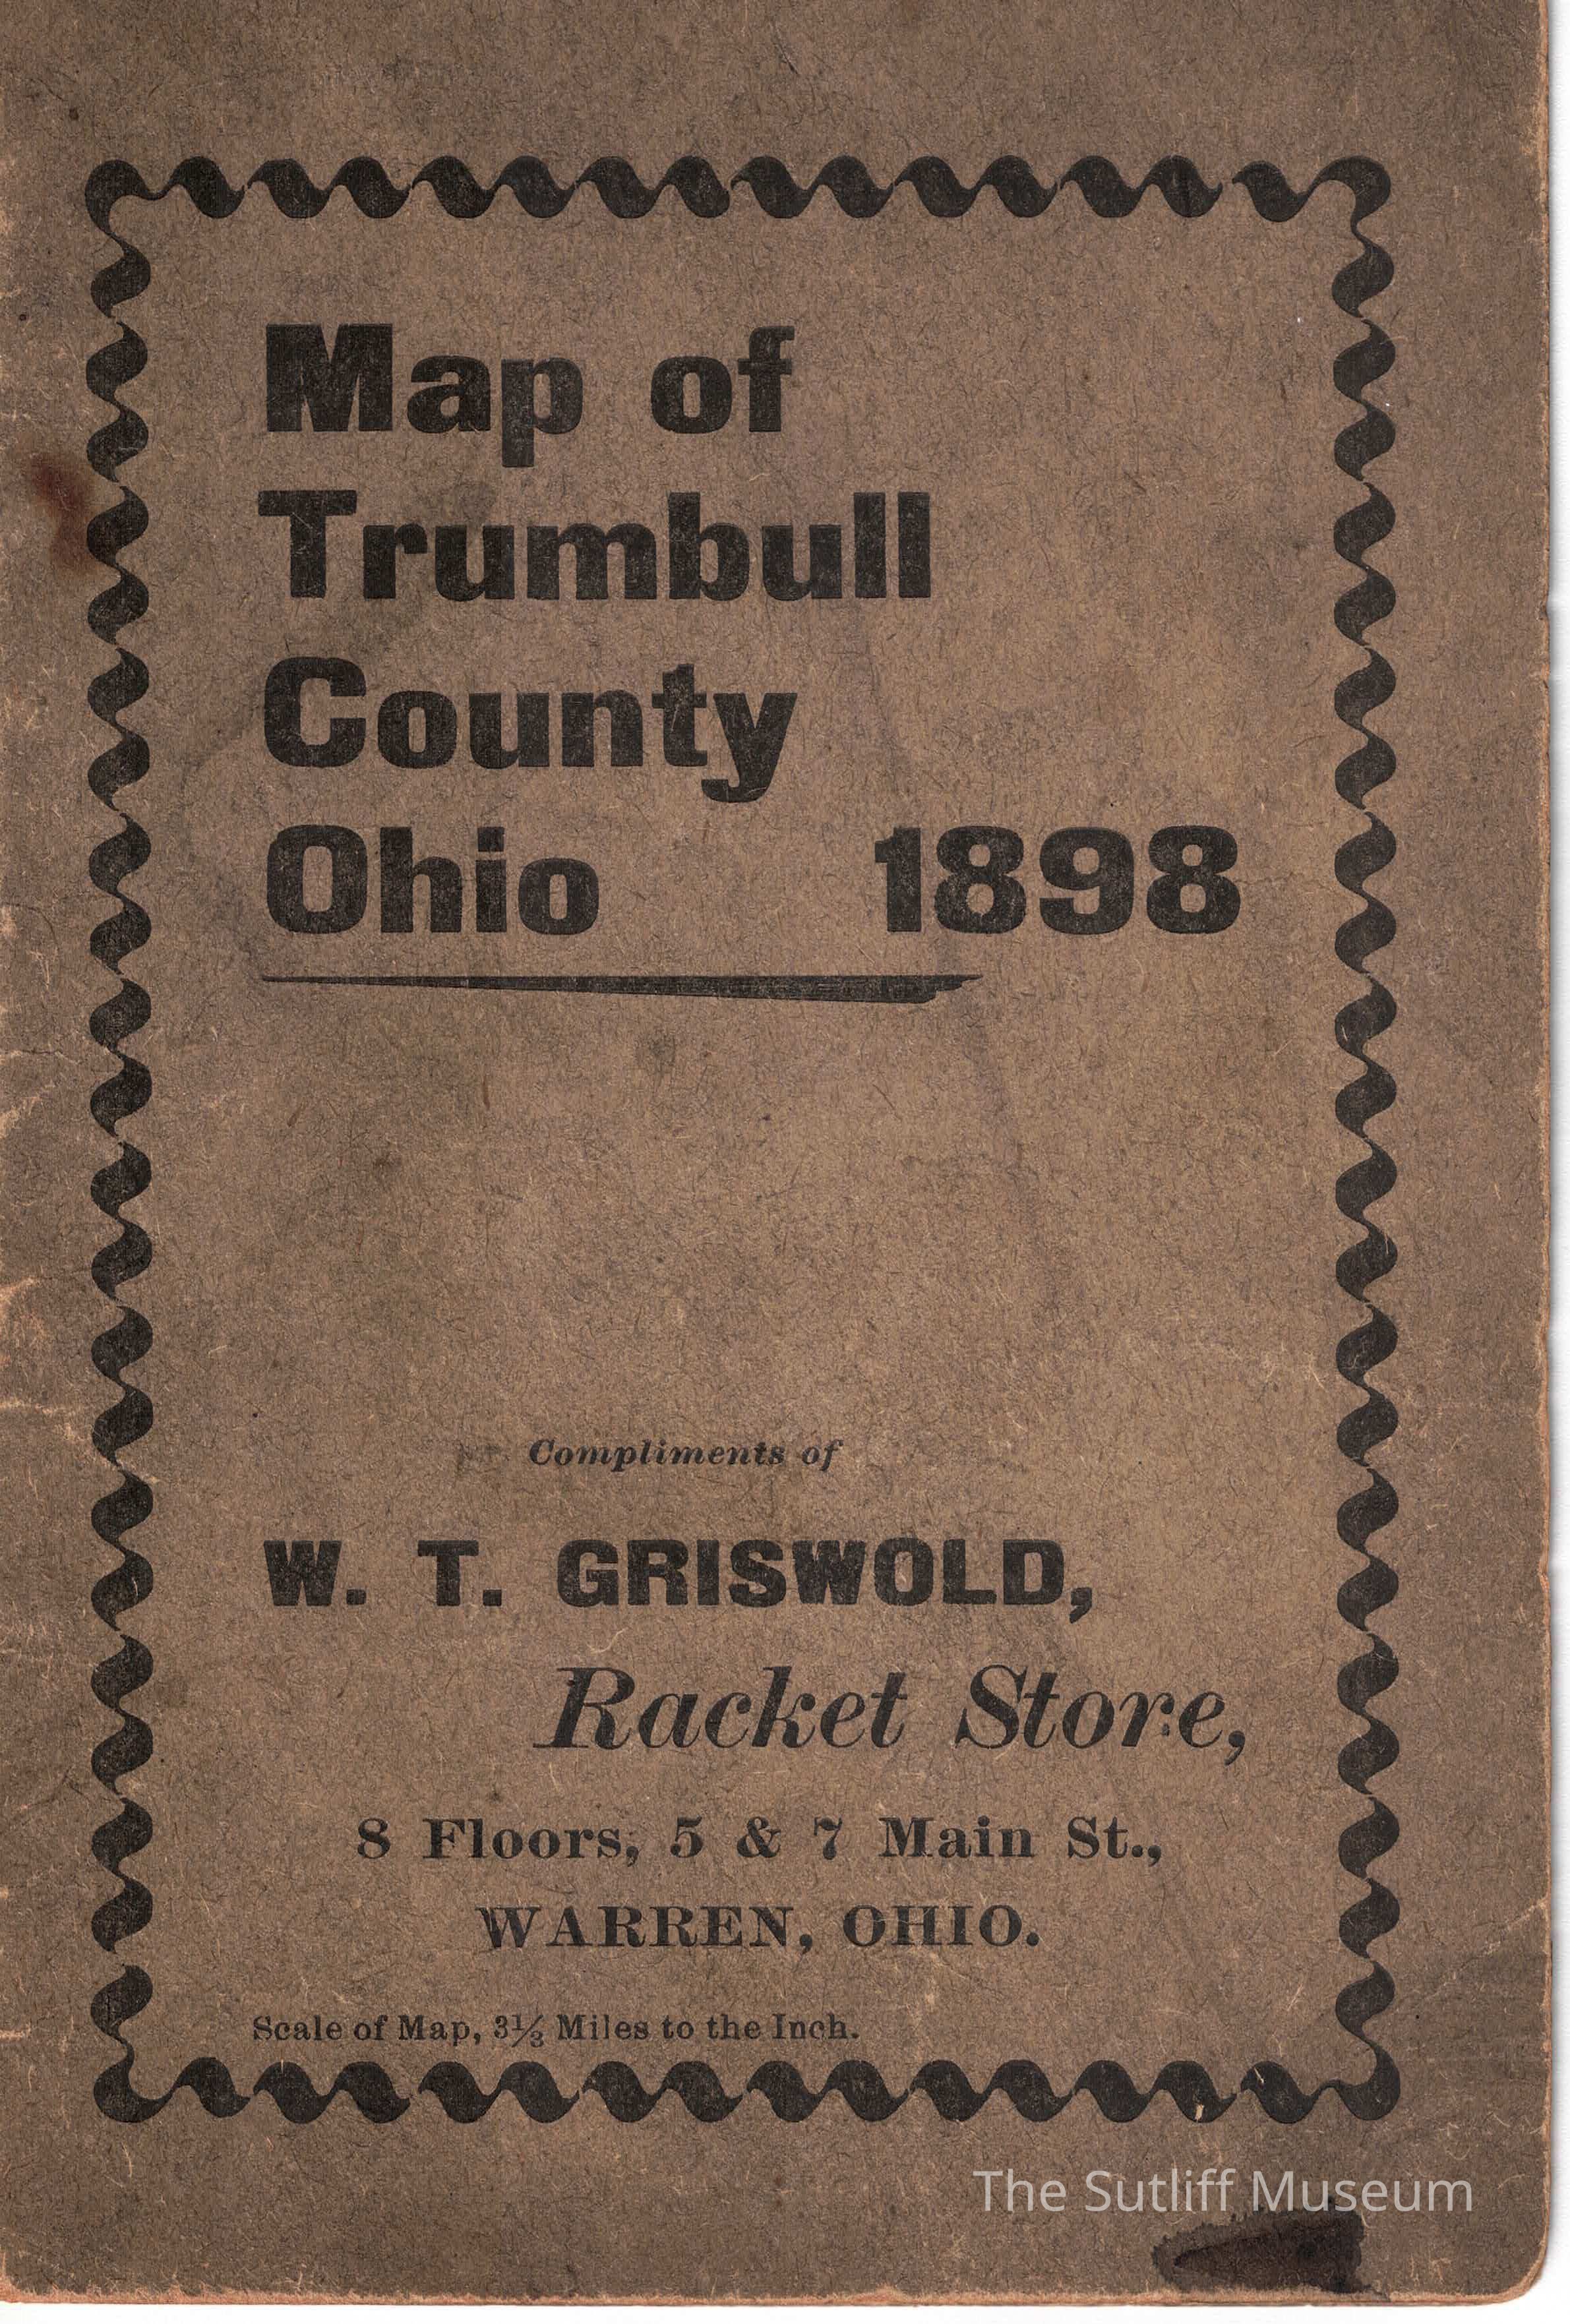 Map of
Trumbull
County
Ohio 1898
Compliments of
W. T. GRISWOLD,
Racket Store,
8 Floors, 5 & 7 Main St.,
WARREN, OHIO.
Scale of Map, 3⅓ Miles to the Inch.
The Sutliff Museum